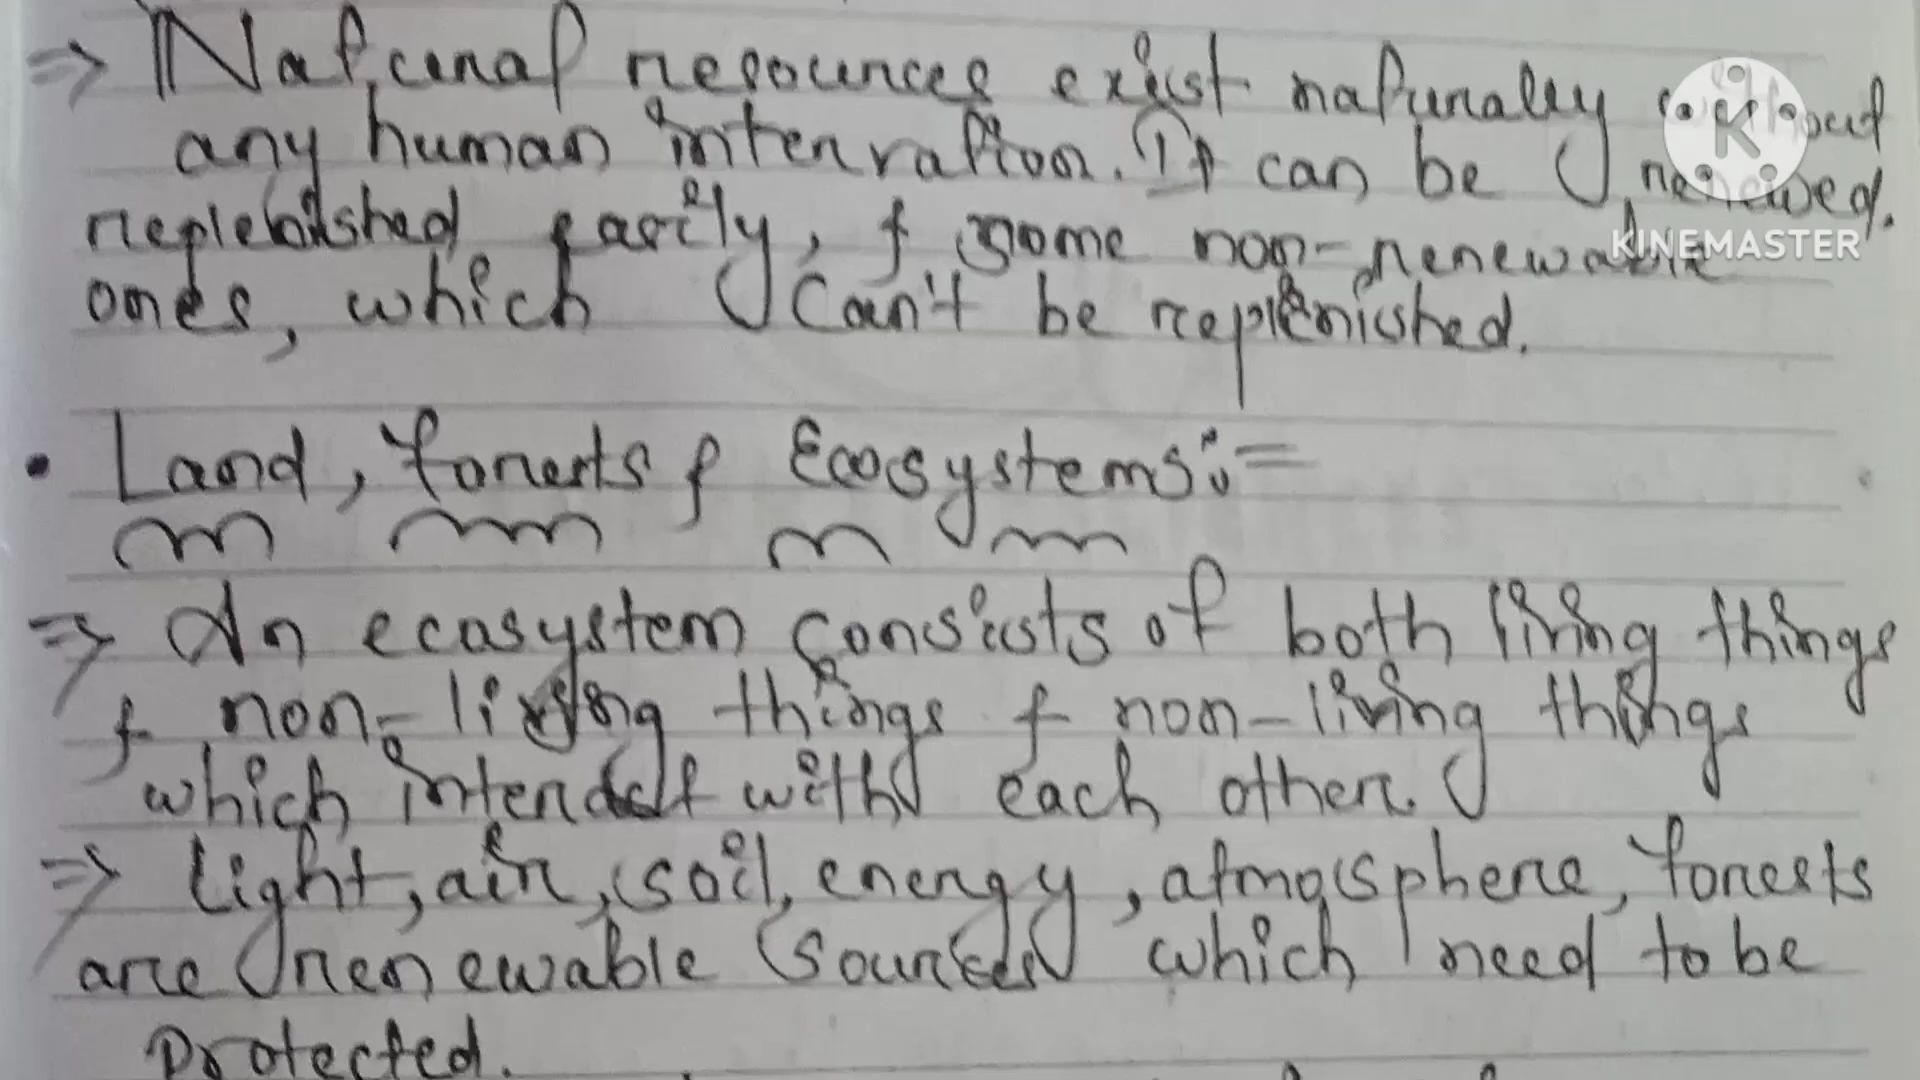 ⇒ Natural resources exist naturally without
any human interration. It can be renewed.
replebished easily, & some non-renewable
KINEMASTER
ones, which can't be replenished.
• Land, forests & Ecosystems:=
⇒ An ecosystem consists of both living things
& non-living things & non-living things
which interact with each other.
⇒ light, air, soil, energy, atmosphere, forests
are renewable sources which need to be
protected.